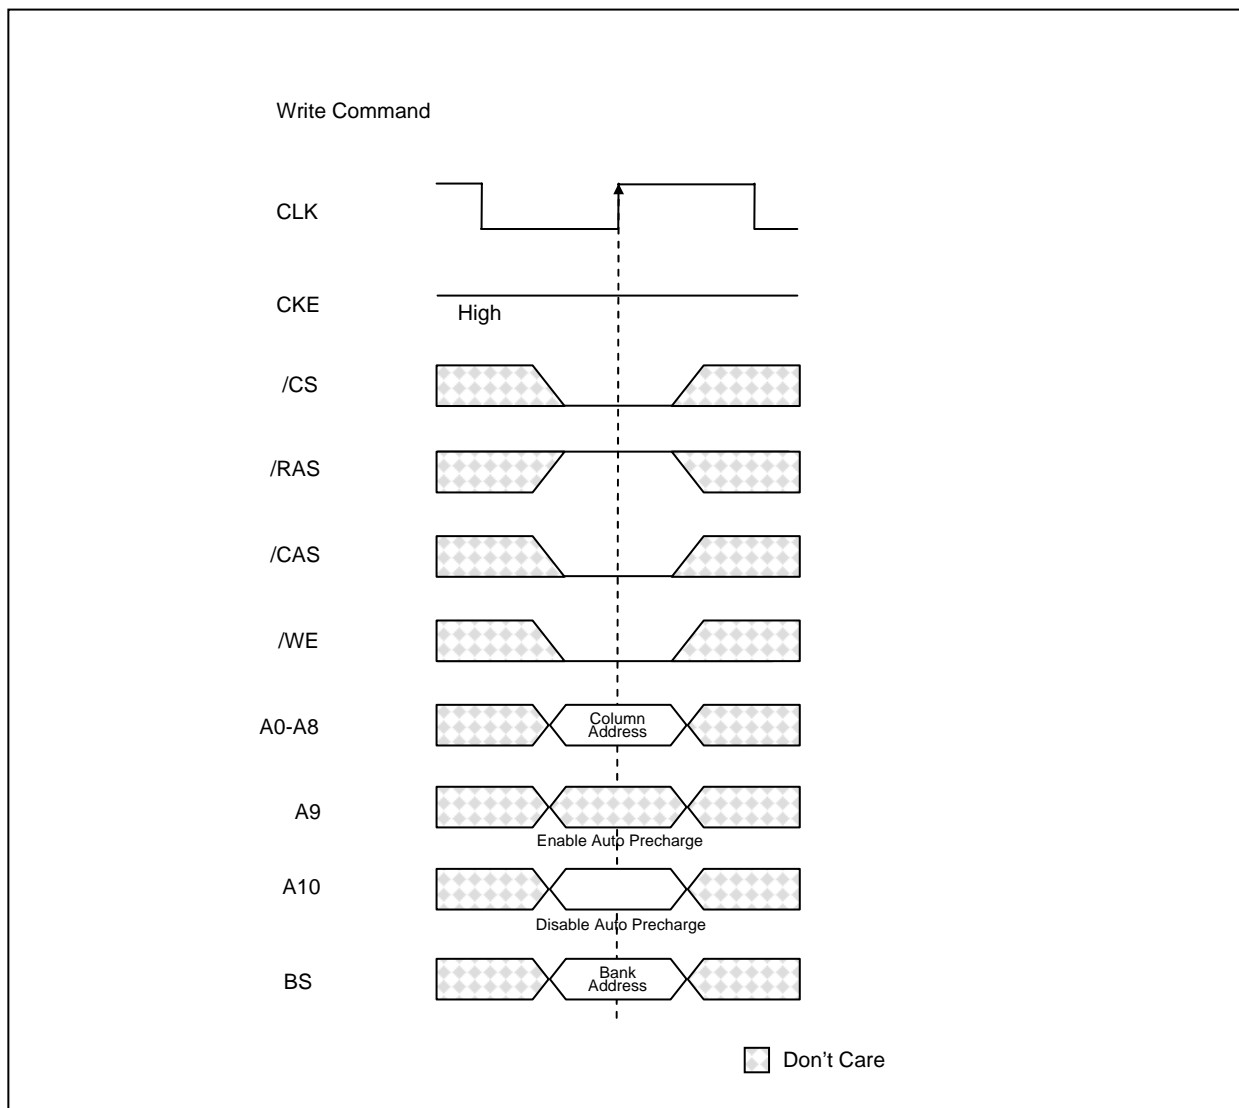 Write Command
CLK
CKE
High
/CS
/RAS
/CAS
/WE
A0-A8
Column
Address
A9
Enable Auto Precharge
A10
Disable Auto Precharge
BS
Bank
Address
Don't Care